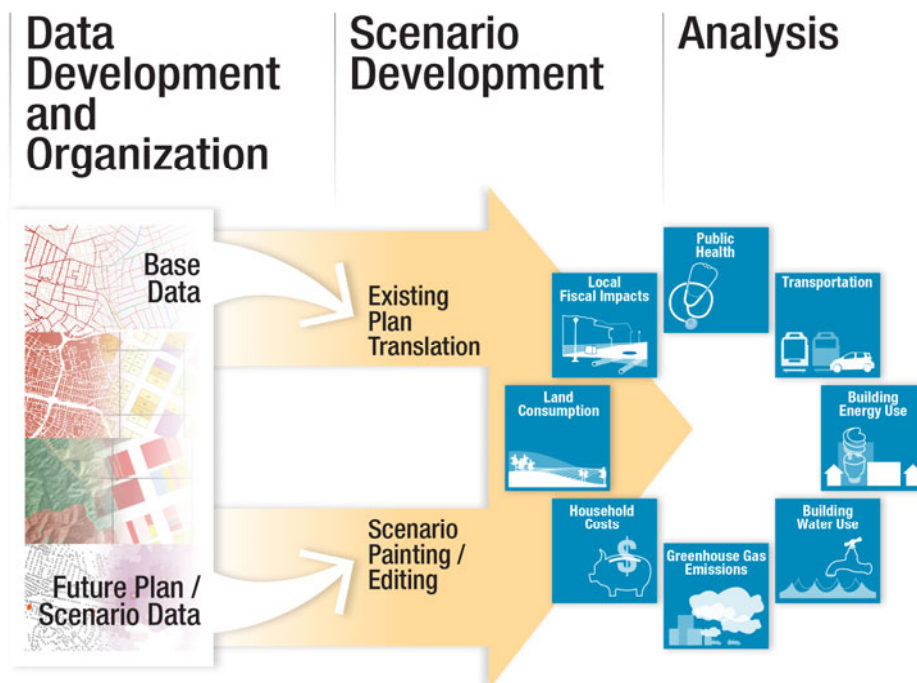 Data
Development
and
Organization
Scenario
Development
Analysis
Base
Data
Future Plan /
Scenario Data
Existing
Plan
Translation
Scenario
Painting /
Editing
Public
Health
Local
Fiscal Impacts
Transportation
Land
Consumption
Building
Energy Use
Household
Costs
Building
Water Use
Greenhouse Gas
Emissions